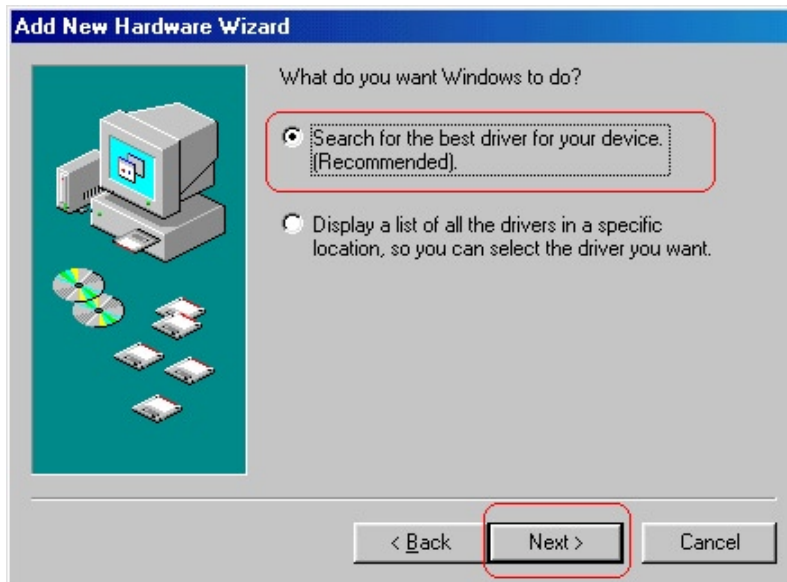 Add New Hardware Wizard
What do you want Windows to do?
Search for the best driver for your device.
(Recommended).
Display a list of all the drivers in a specific
location, so you can select the driver you want.
< Back
Next >
Cancel